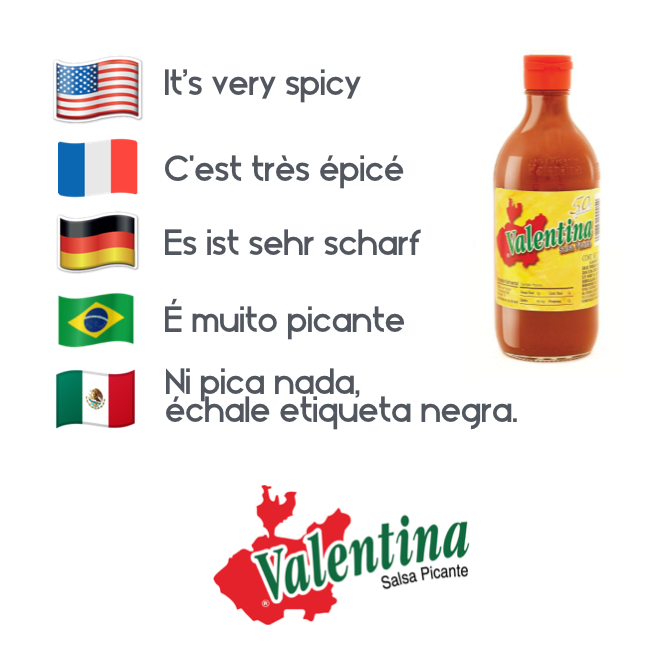 It's very spicy
C'est très épicé
Es ist sehr scharf
É muito picante
Ni pica nada,
échale etiqueta negra.
50
Valentina
Salsa Picante
Valentina
Salsa Picante
®